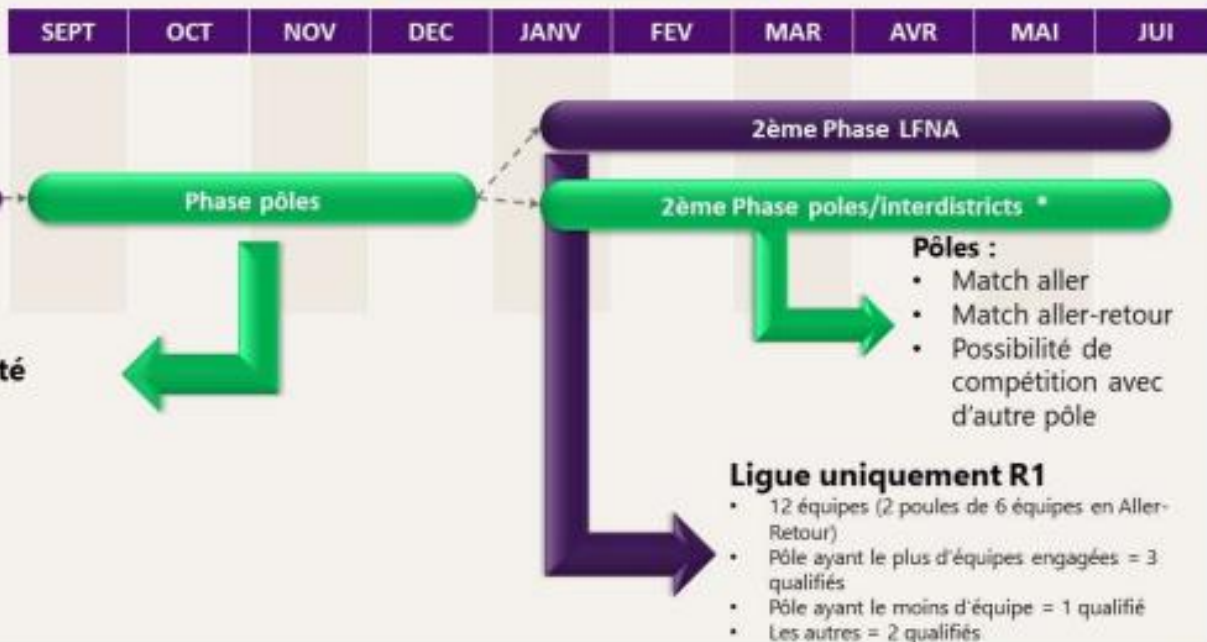 SEPT OCT NOV DEC JANV FEV MAR AVR MAI JUI
2ème Phase LFNA
Phase pôles
2ème Phase poles/interdistricts *
Pôles :
• Match aller
• Match aller-retour
• Possibilité de
compétition avec
d'autre pôle
té
Ligue uniquement R1
• 12 équipes (2 poules de 6 équipes en Aller-
Retour)
• Pôle ayant le plus d'équipes engagées = 3
qualifiés
• Pôle ayant le moins d'équipe = 1 qualifié
• Les autres = 2 qualifiés